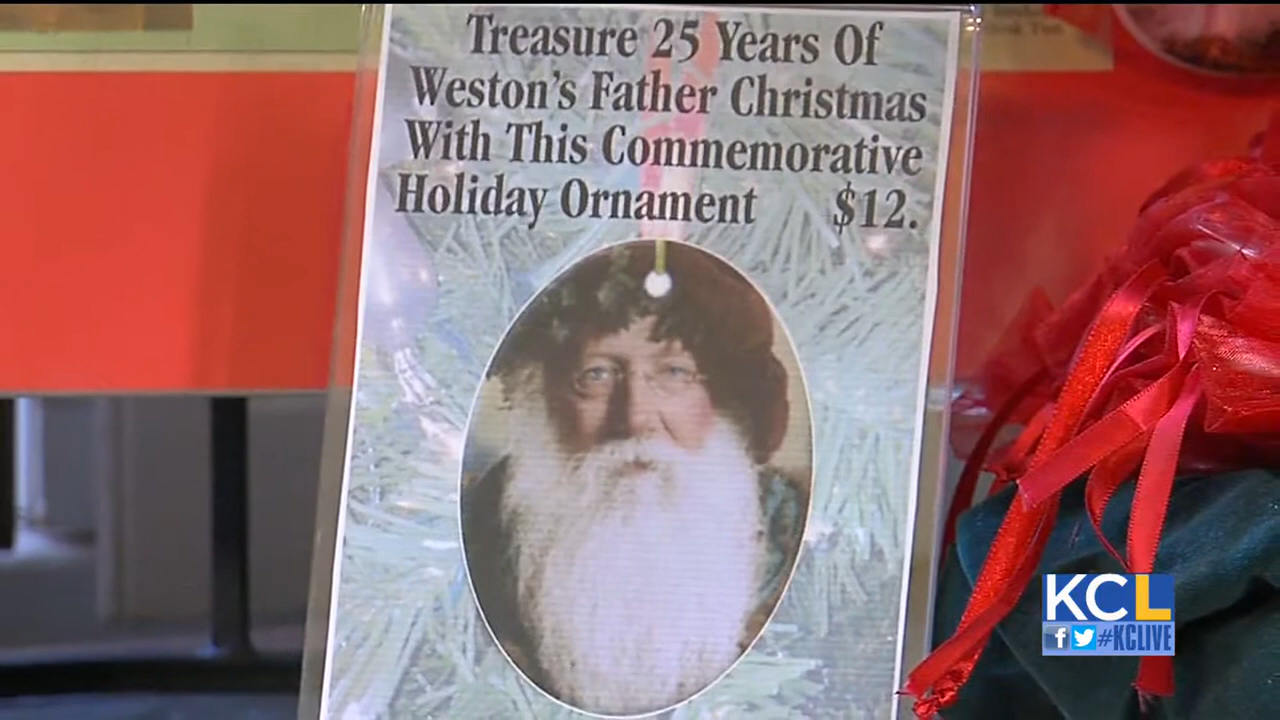 Treasure 25 Years Of
Weston's Father Christmas
With This Commemorative
Holiday Ornament $12.
KCL
#KCLIVE